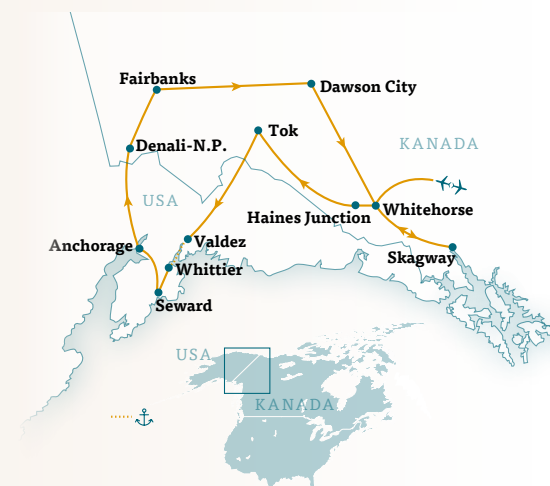 Fairbanks
Dawson City
Tok
KANADA
Denali-N.P.
USA
Haines Junction
Whitehorse
Anchorage
Valdez
Skagway
Whittier
Seward
USA
KANADA